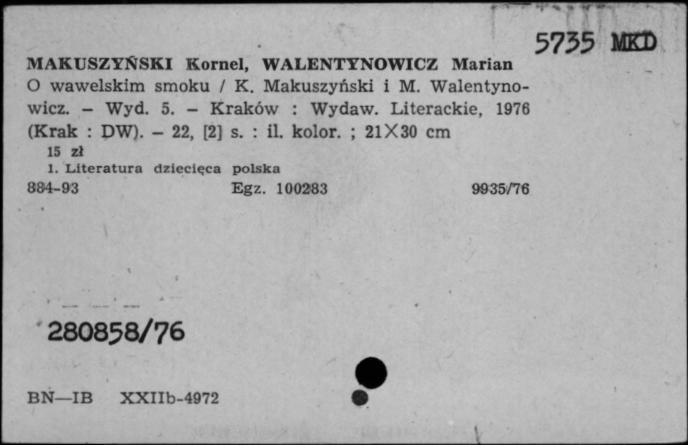 5735 MKD
MAKUSZYŃSKI Kornel, WALENTYNOWICZ Marian
O wawelskim smoku / K. Makuszyński i M. Walentyno-
wicz. – Wyd. 5. – Kraków : Wydaw. Literackie, 1976
(Krak : DW). – 22, [2] s. : il. kolor. ; 21X30 cm
15 zł
1. Literatura dziecięca polska
884-93 Egz. 100283 9935/76
280858/76
BN—IB XXIIb-4972